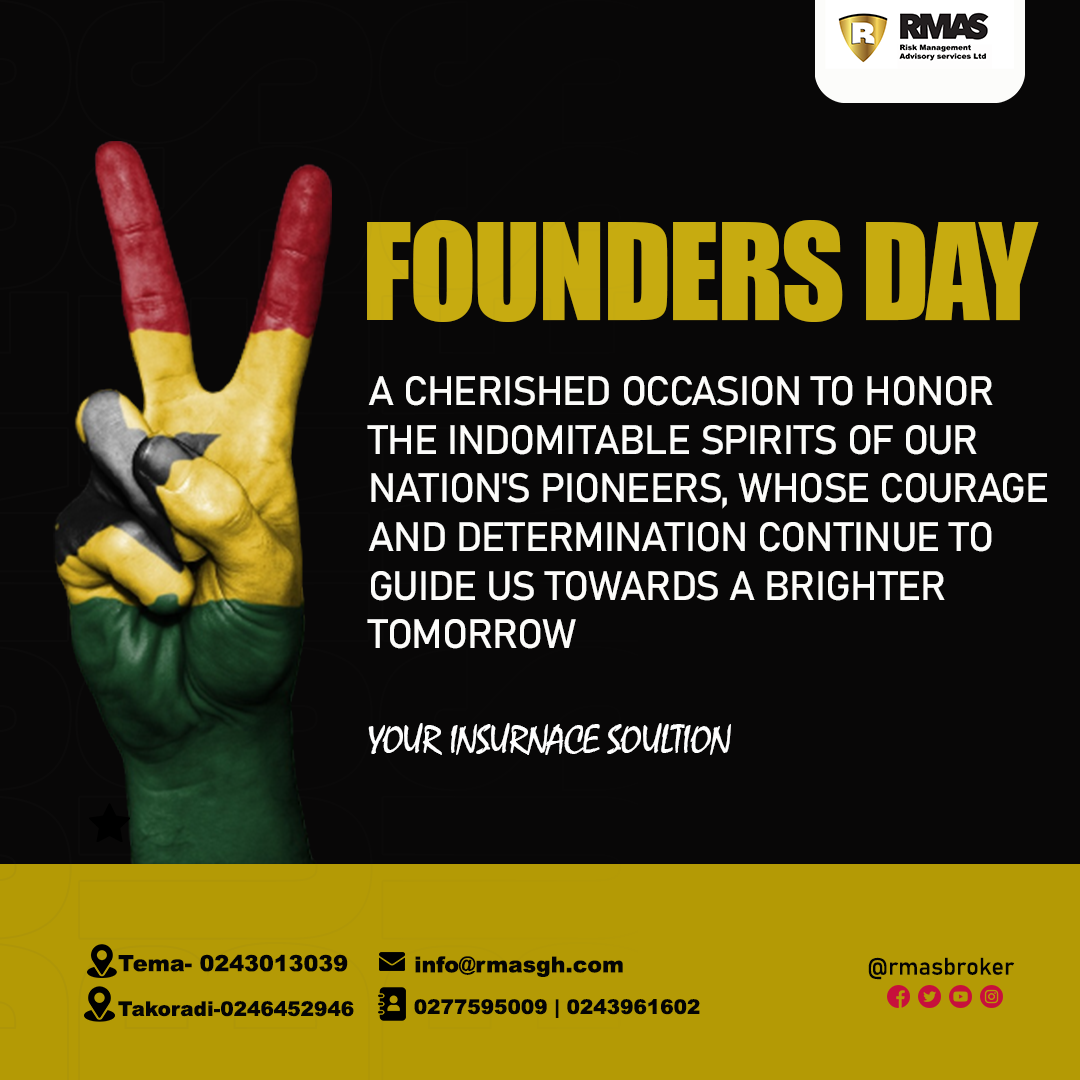 R
RMAS
Risk Management
Advisory services Ltd
FOUNDERS DAY
A CHERISHED OCCASION TO HONOR
THE INDOMITABLE SPIRITS OF OUR
NATION'S PIONEERS, WHOSE COURAGE
AND DETERMINATION CONTINUE TO
GUIDE US TOWARDS A BRIGHTER
TOMORROW
YOUR INSURNACE SOULTION
Tema- 0243013039
Takoradi-0246452946
info@rmasgh.com
0277595009 | 0243961602
@rmasbroker